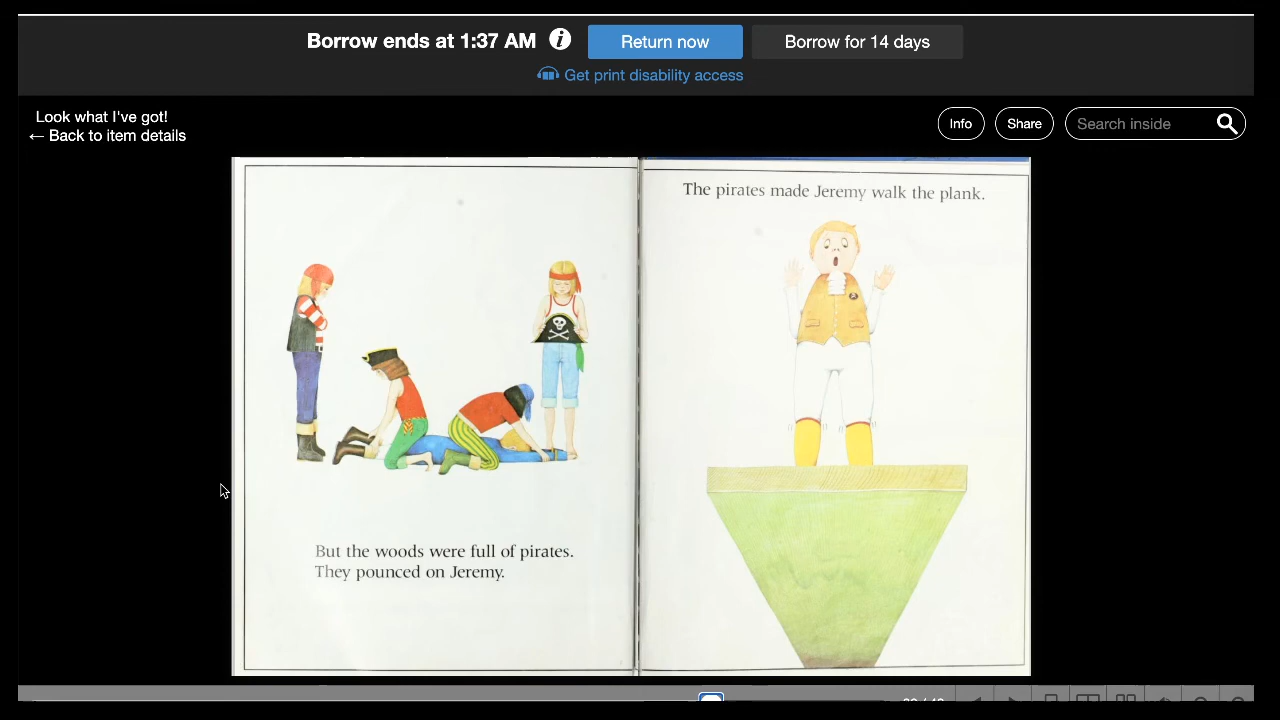 Borrow ends at 1:37 AM
Return now
Borrow for 14 days
Get print disability access
Look what I've got!
← Back to item details
Info
Share
Search inside
The pirates made Jeremy walk the plank.
But the woods were full of pirates.
They pounced on Jeremy.